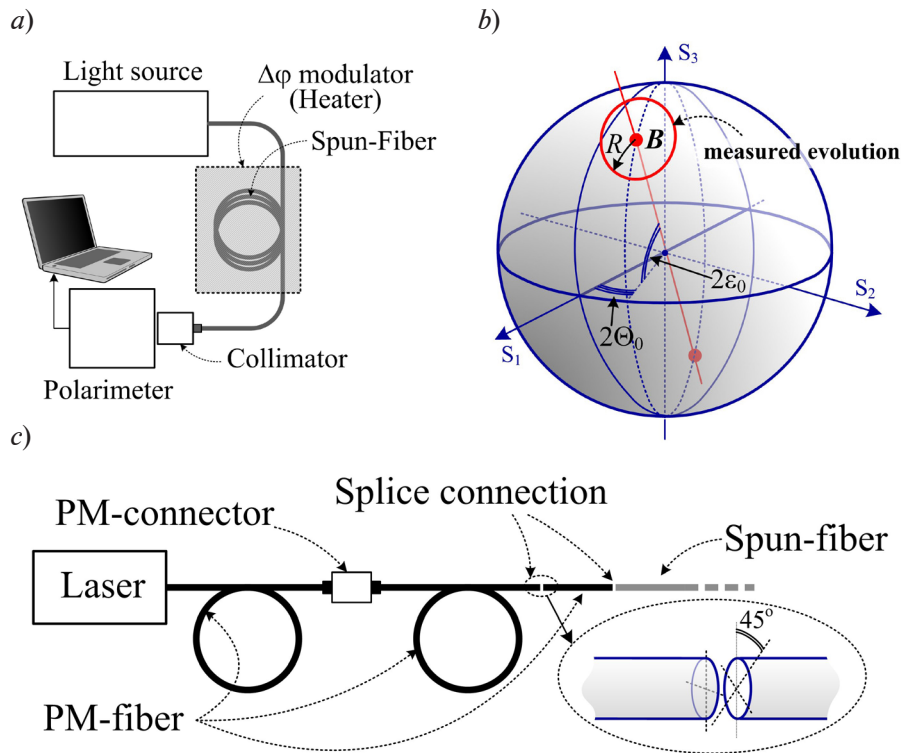 a)
Light source
Δφ modulator
(Heater)
Spun-Fiber
Collimator
Polarimeter
b)
S3
R
B
measured evolution
2ε0
S2
2Θ0
S1
c)
Splice connection
PM-connector
Spun-fiber
Laser
45°
PM-fiber